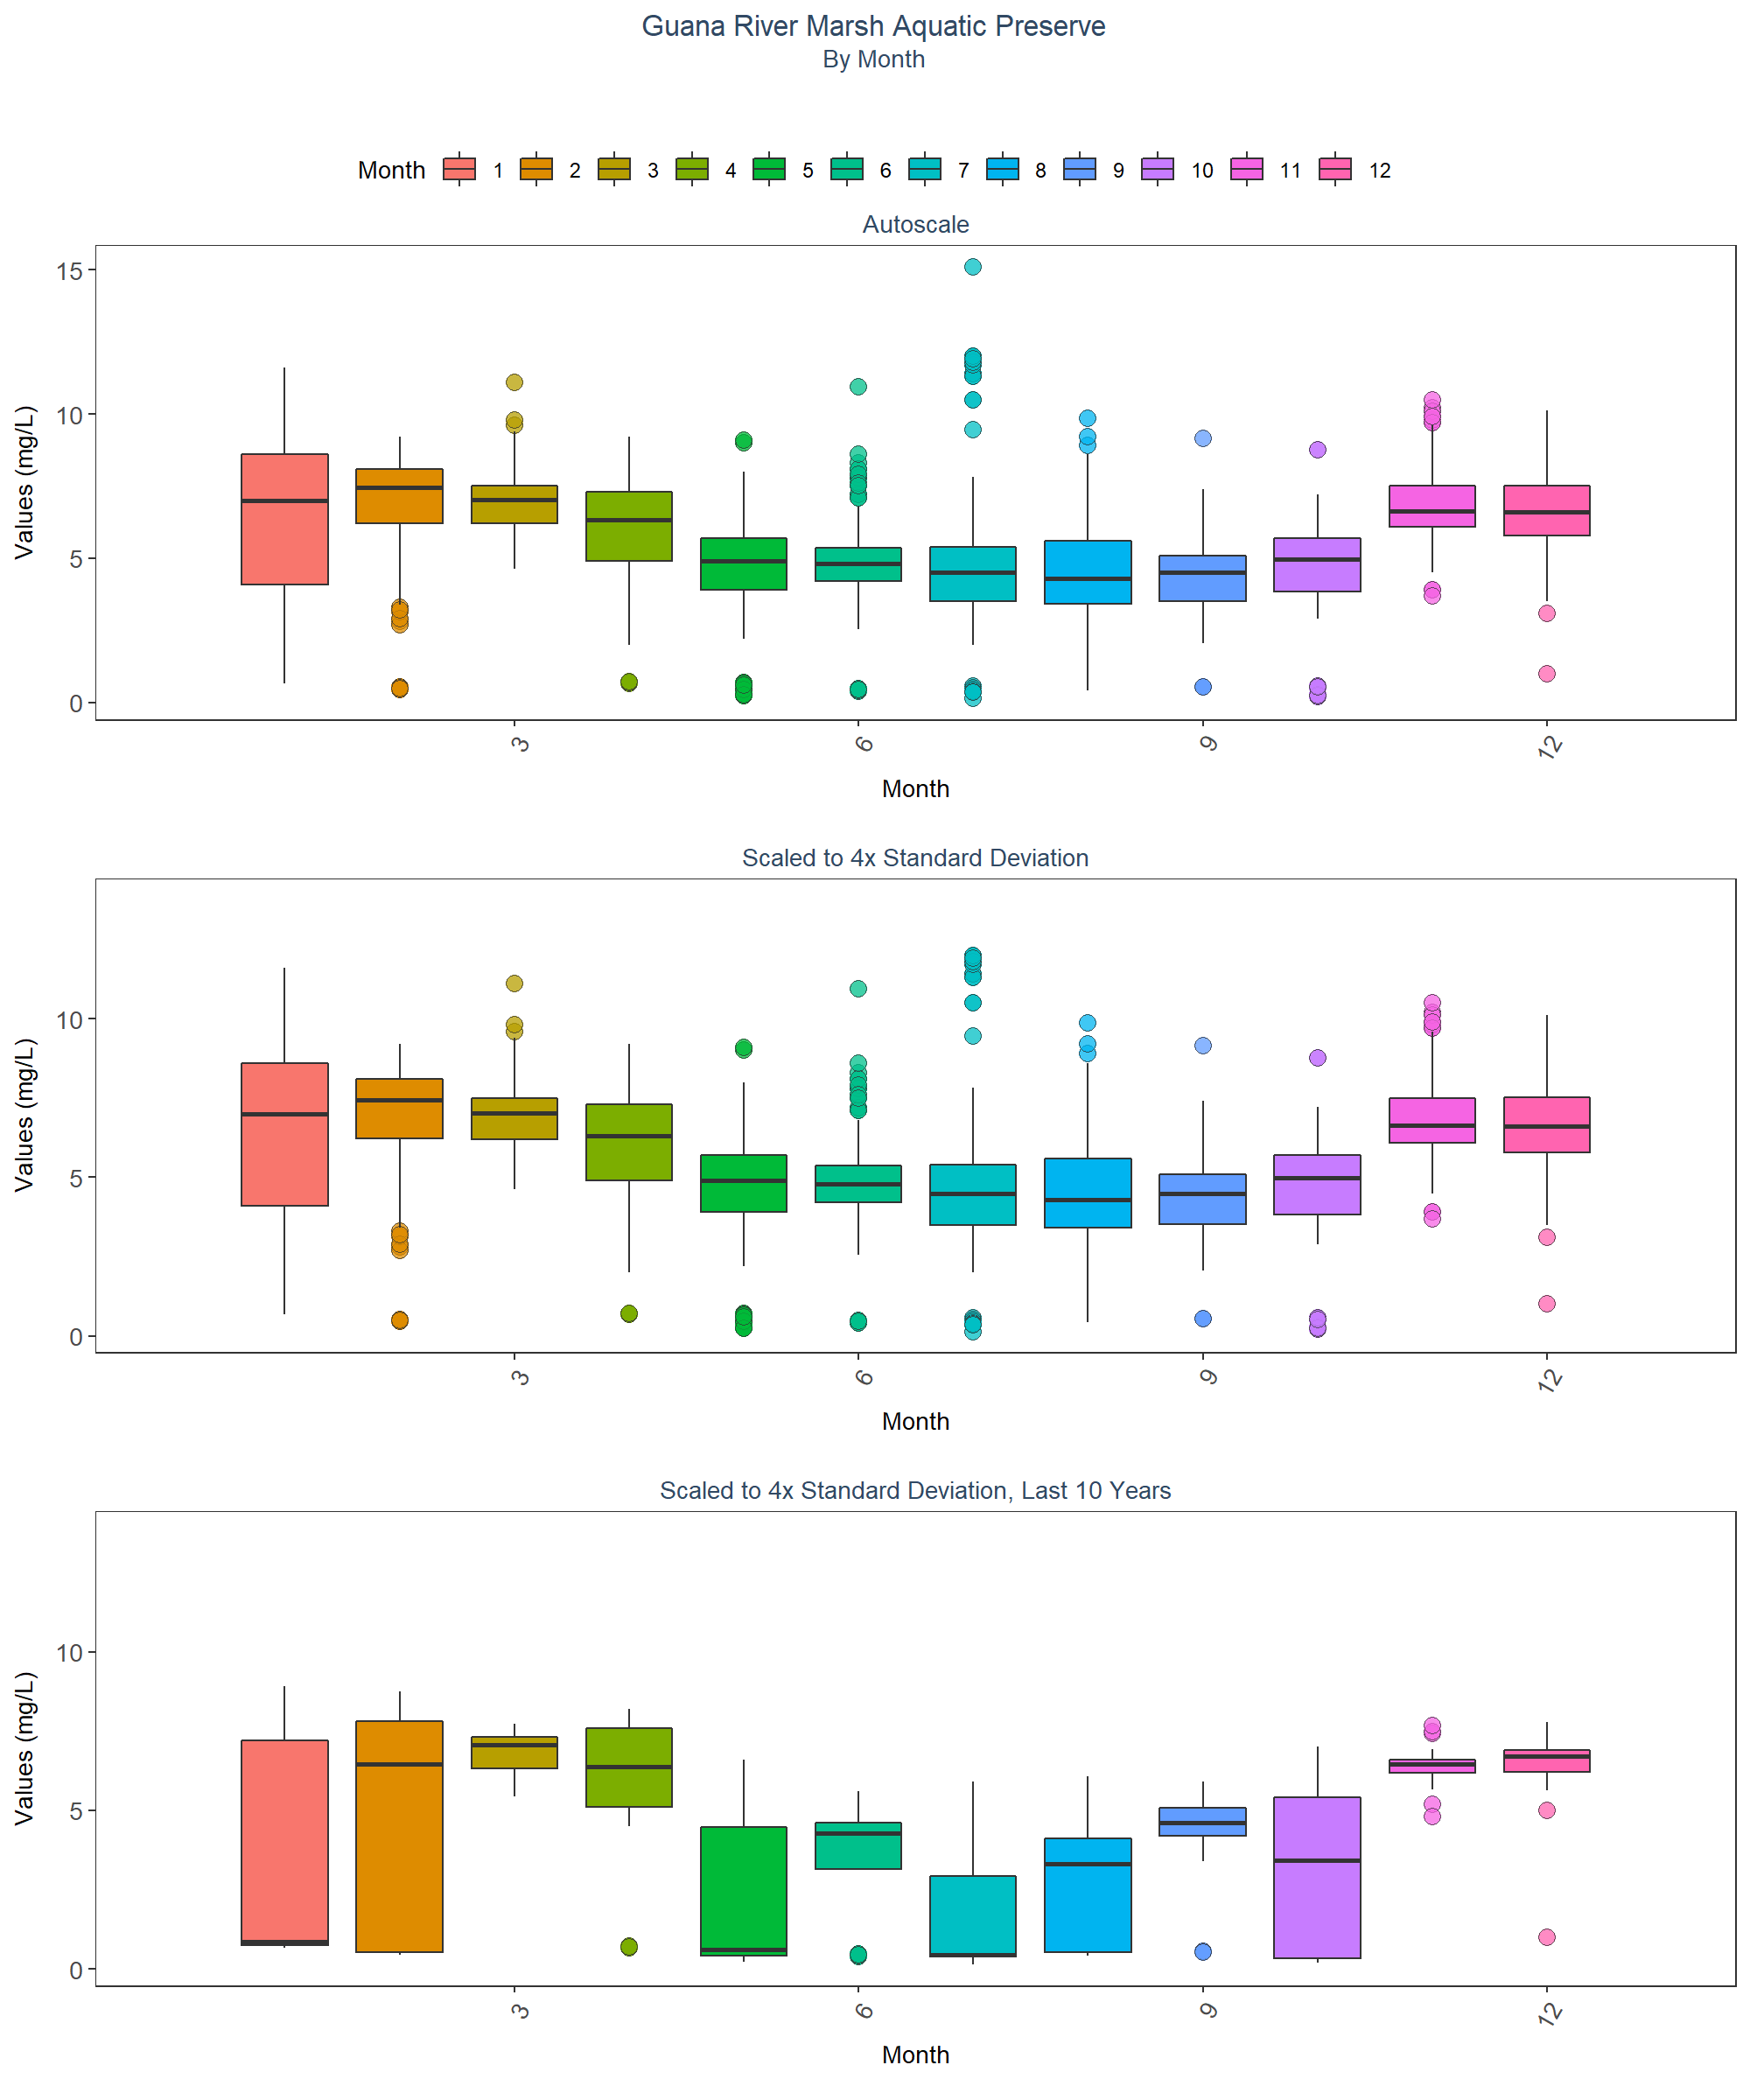 Guana River Marsh Aquatic Preserve
By Month
Month 1 2 3 4 5 6 7 8 9 10 11 12
Autoscale
Values (mg/L)
15
10
5
0
3 6 9 12
Month
Scaled to 4x Standard Deviation
Values (mg/L)
10
5
0
3 6 9 12
Month
Scaled to 4x Standard Deviation, Last 10 Years
Values (mg/L)
10
5
0
3 6 9 12
Month